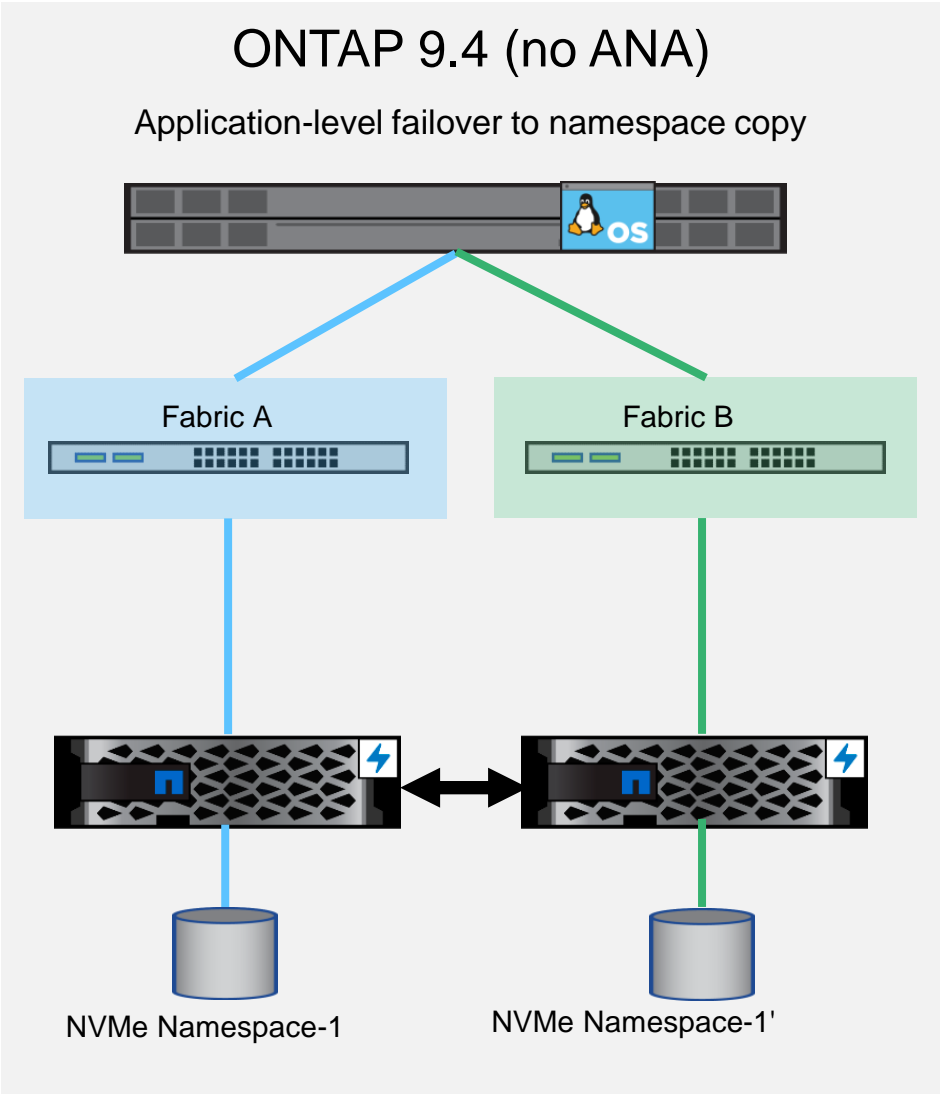 ONTAP 9.4 (no ANA)
Application-level failover to namespace copy
OS
Fabric A
Fabric B
NVMe Namespace-1
NVMe Namespace-1'